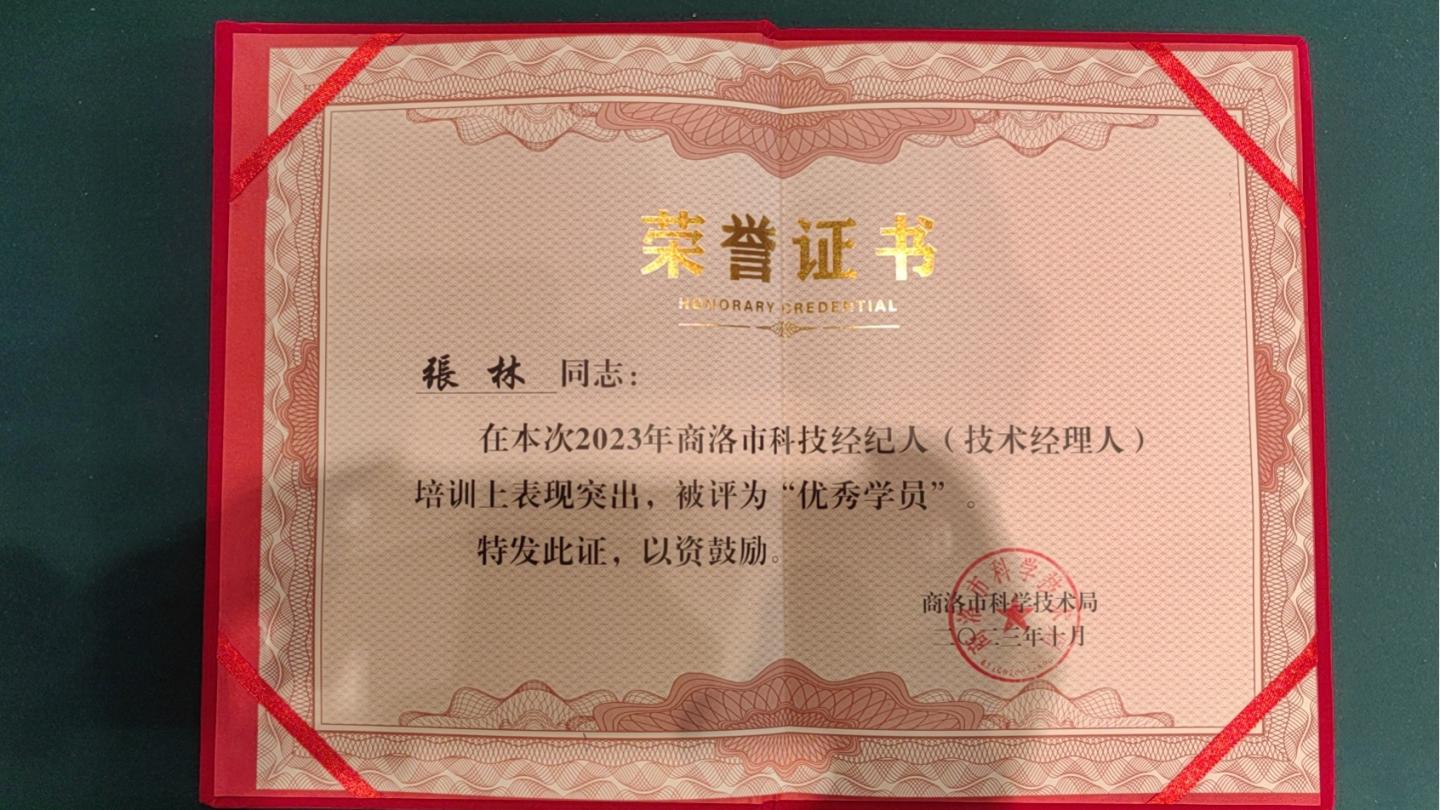 荣誉证书
HONORARY CREDENTIAL
張 林 同志：
在本次2023年商洛市科技经纪人（技术经理人）
培训上表现突出，被评为“优秀学员”。
特发此证，以资鼓励。
商洛市科学技术局
二〇二三年十月